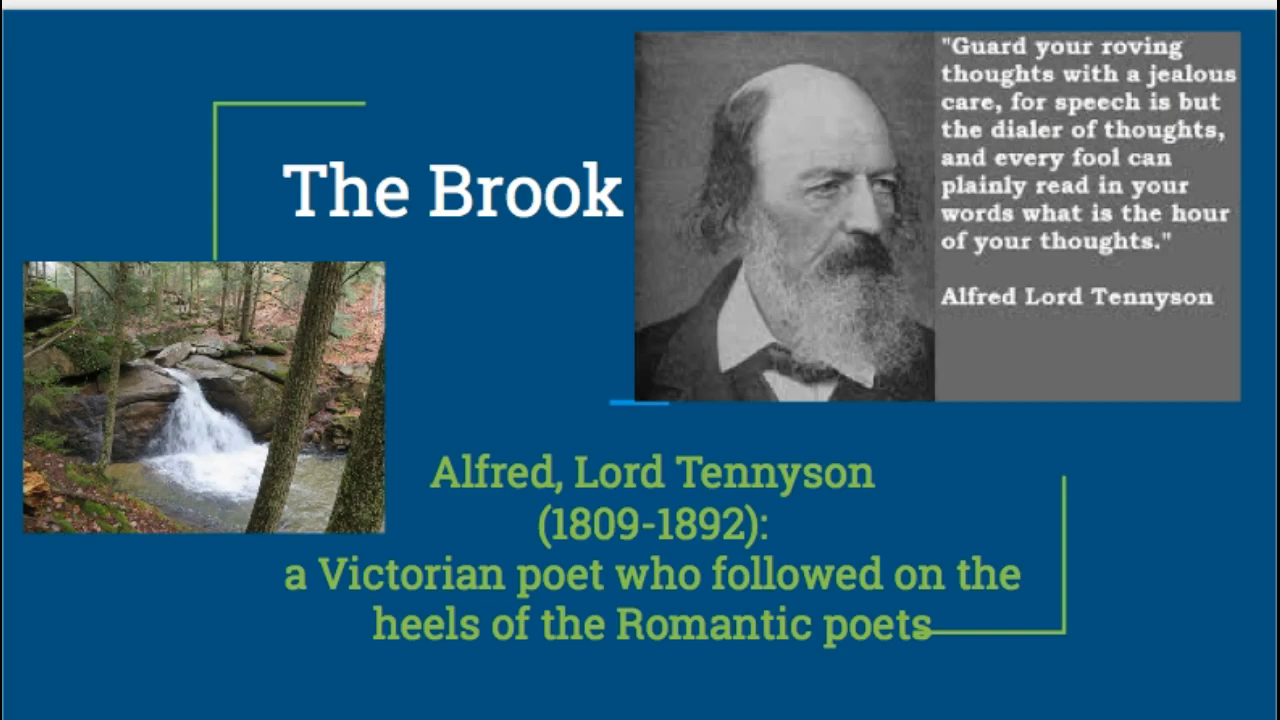 The Brook
"Guard your roving
thoughts with a jealous
care, for speech is but
the dialer of thoughts,
and every fool can
plainly read in your
words what is the hour
of your thoughts."
Alfred Lord Tennyson
Alfred, Lord Tennyson
(1809-1892):
a Victorian poet who followed on the
heels of the Romantic poets